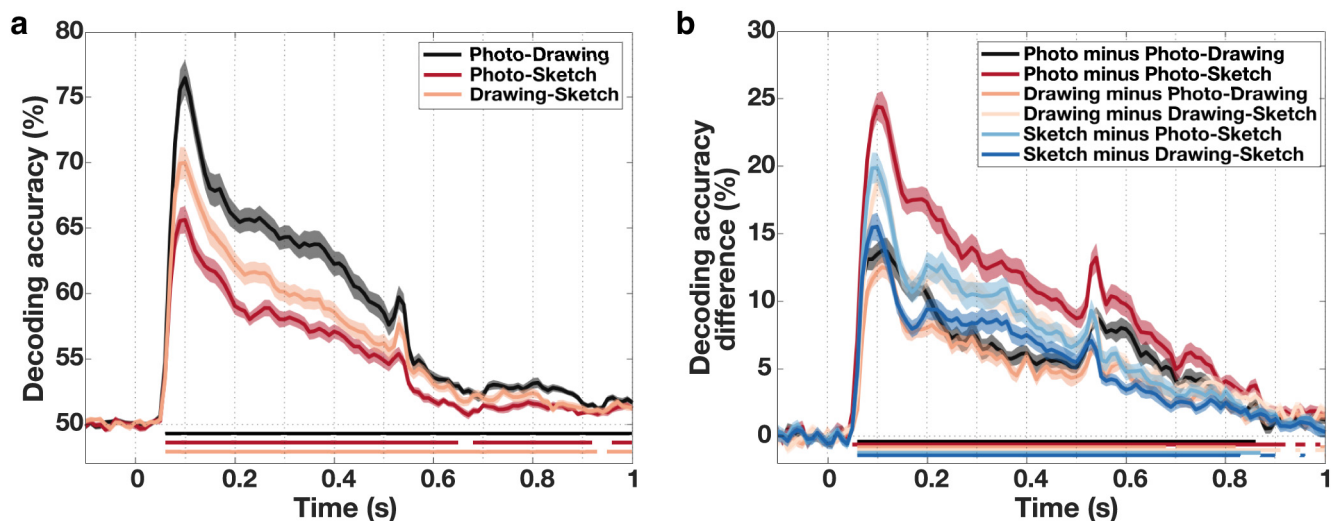 a
80
75
70
65
60
55
50
Decoding accuracy (%)
Photo-Drawing
Photo-Sketch
Drawing-Sketch
0
0.2
0.4
0.6
0.8
1
Time (s)
b
30
25
20
15
10
5
0
Decoding accuracy
difference (%)
Photo minus Photo-Drawing
Photo minus Photo-Sketch
Drawing minus Photo-Drawing
Drawing minus Drawing-Sketch
Sketch minus Photo-Sketch
Sketch minus Drawing-Sketch
0
0.2
0.4
0.6
0.8
1
Time (s)